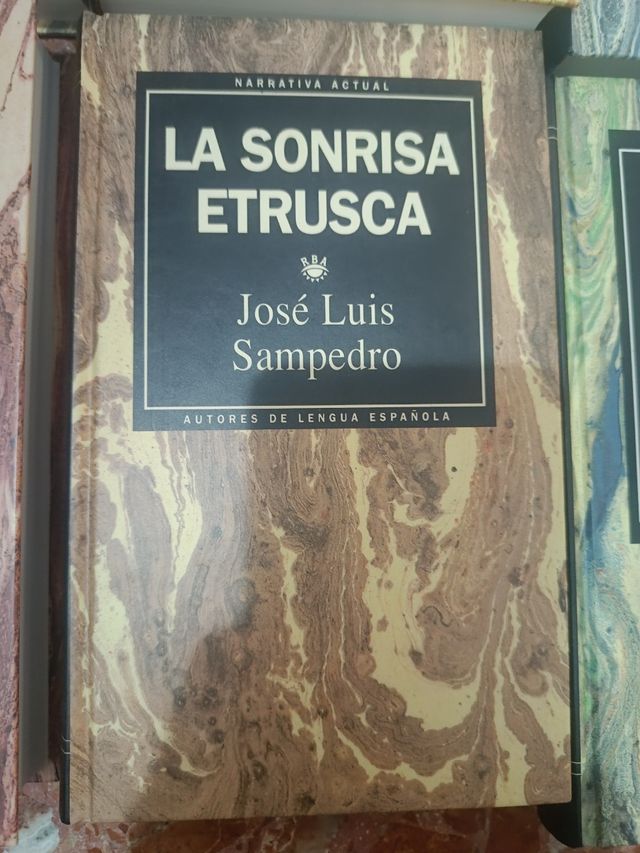 NARRATIVA ACTUAL
LA SONRISA
ETRUSCA
RBA
José Luis
Sampedro
AUTORES DE LENGUA ESPAÑOLA